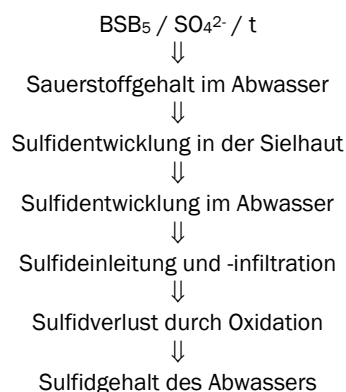 BSB₅ / SO₄²⁻ / t
⇓
Sauerstoffgehalt im Abwasser
⇓
Sulfidentwicklung in der Sielhaut
⇓
Sulfidentwicklung im Abwasser
⇓
Sulfideinleitung und -infiltration
⇓
Sulfidverlust durch Oxidation
⇓
Sulfidgehalt des Abwassers